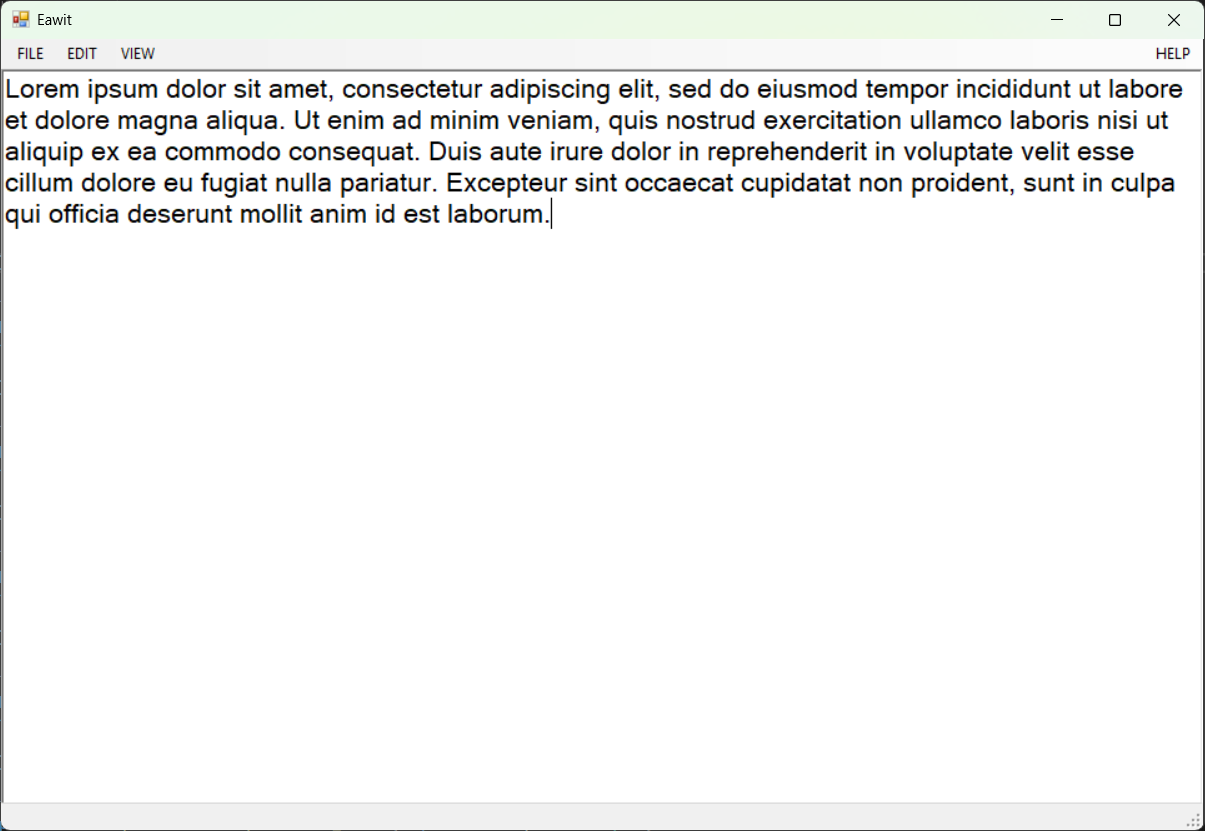 Eawit
FILE EDIT VIEW HELP
Lorem ipsum dolor sit amet, consectetur adipiscing elit, sed do eiusmod tempor incididunt ut labore
et dolore magna aliqua. Ut enim ad minim veniam, quis nostrud exercitation ullamco laboris nisi ut
aliquip ex ea commodo consequat. Duis aute irure dolor in reprehenderit in voluptate velit esse
cillum dolore eu fugiat nulla pariatur. Excepteur sint occaecat cupidatat non proident, sunt in culpa
qui officia deserunt mollit anim id est laborum.